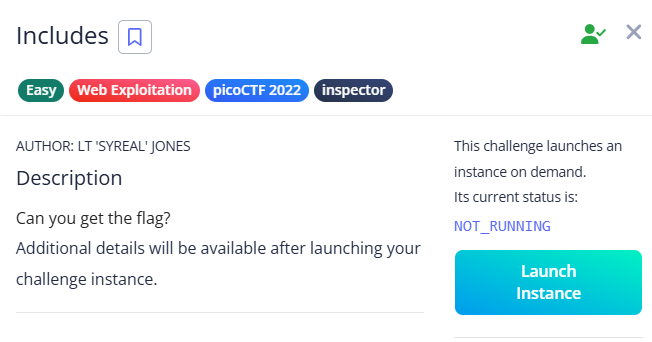 Includes
Easy Web Exploitation picoCTF 2022 inspector
AUTHOR: LT 'SYREAL' JONES
Description
Can you get the flag?
Additional details will be available after launching your
challenge instance.
This challenge launches an
instance on demand.
Its current status is:
NOT_RUNNING
Launch
Instance